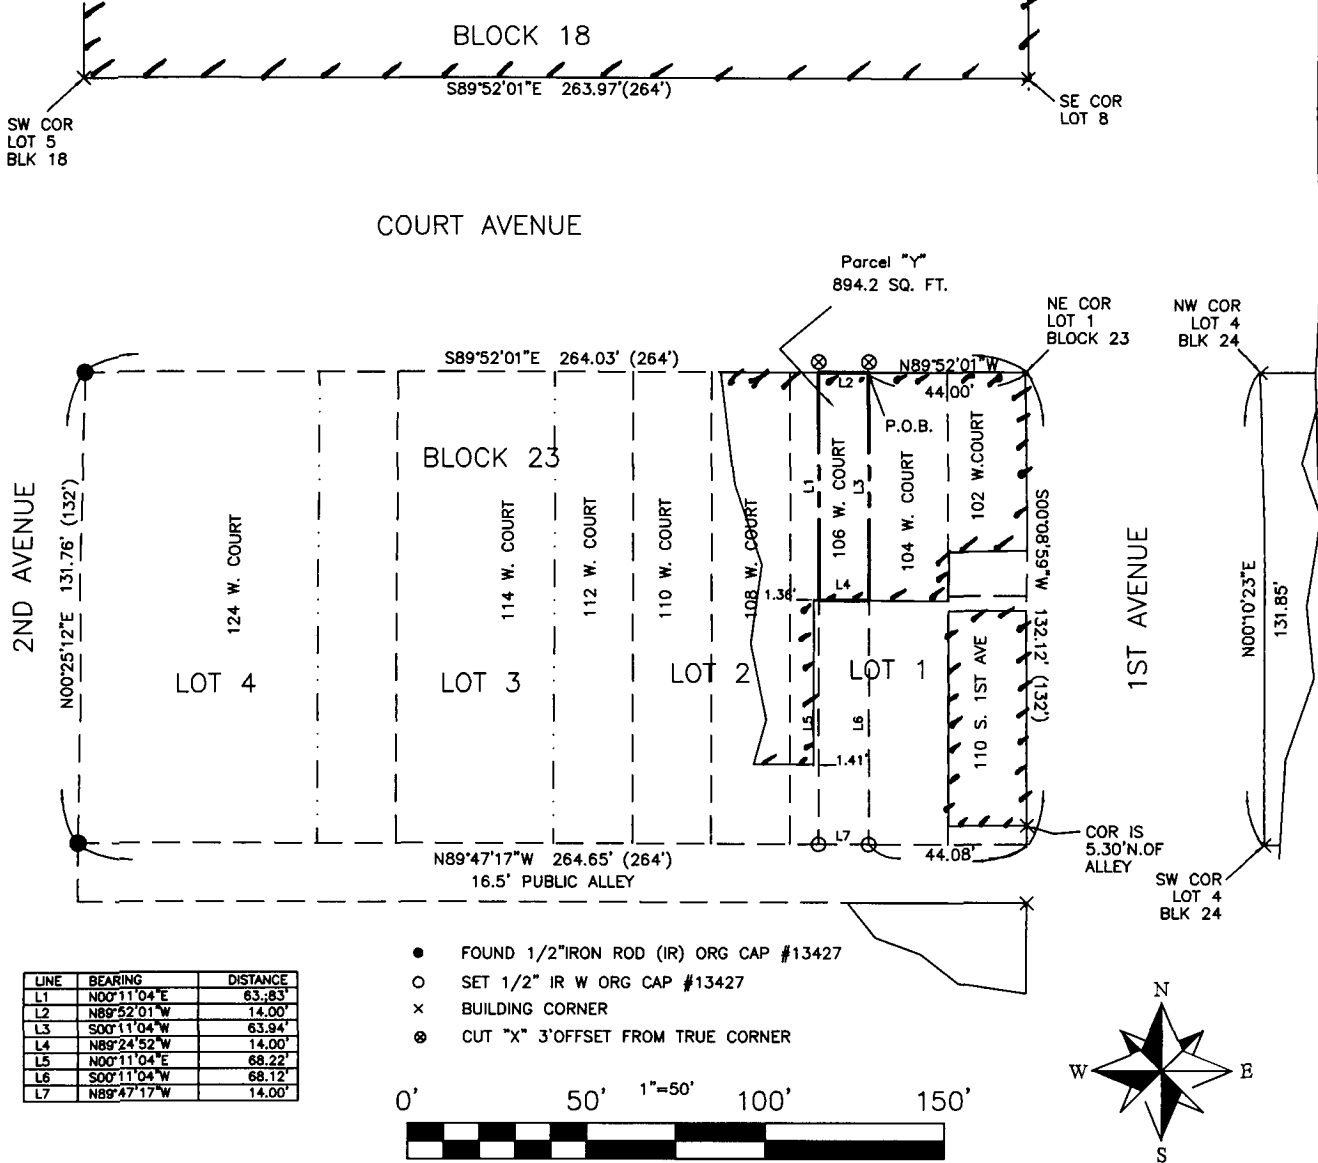 BLOCK 18
S89°52'01"E 263.97'(264')
SW COR
LOT 5
BLK 18
SE COR
LOT 8
COURT AVENUE
Parcel "Y"
894.2 SQ. FT.
NE COR
LOT 1
BLOCK 23
NW COR
LOT 4
BLK 24
S89°52'01"E 264.03' (264')
N89°52'01"W
44.00'
L2
P.O.B.
BLOCK 23
2ND AVENUE
N00°25'12"E 131.76' (132')
124 W. COURT
114 W. COURT
112 W. COURT
110 W. COURT
108 W. COURT
L1
106 W. COURT
L3
104 W. COURT
102 W.COURT
S00°08'59"W 132.12' (132')
1ST AVENUE
N00°10'23"E
131.85'
1.36'
L4
LOT 4
LOT 3
LOT 2
LOT 1
L5
L6
110 S. 1ST AVE
1.41'
L7
44.08'
COR IS
5.30'N.OF
ALLEY
SW COR
LOT 4
BLK 24
N89°47'17"W 264.65' (264')
16.5' PUBLIC ALLEY
FOUND 1/2"IRON ROD (IR) ORG CAP #13427
SET 1/2" IR W ORG CAP #13427
BUILDING CORNER
CUT "X" 3'OFFSET FROM TRUE CORNER
LINE BEARING DISTANCE
L1 N00°11'04"E 63.;83'
L2 N89°52'01"W 14.00'
L3 S00°11'04"W 63.94'
L4 N89°24'52"W 14.00'
L5 N00°11'04"E 68.22'
L6 S00°11'04"W 68.12'
L7 N89°47'17"W 14.00'
1"=50'
0' 50' 100' 150'
N
W E
S